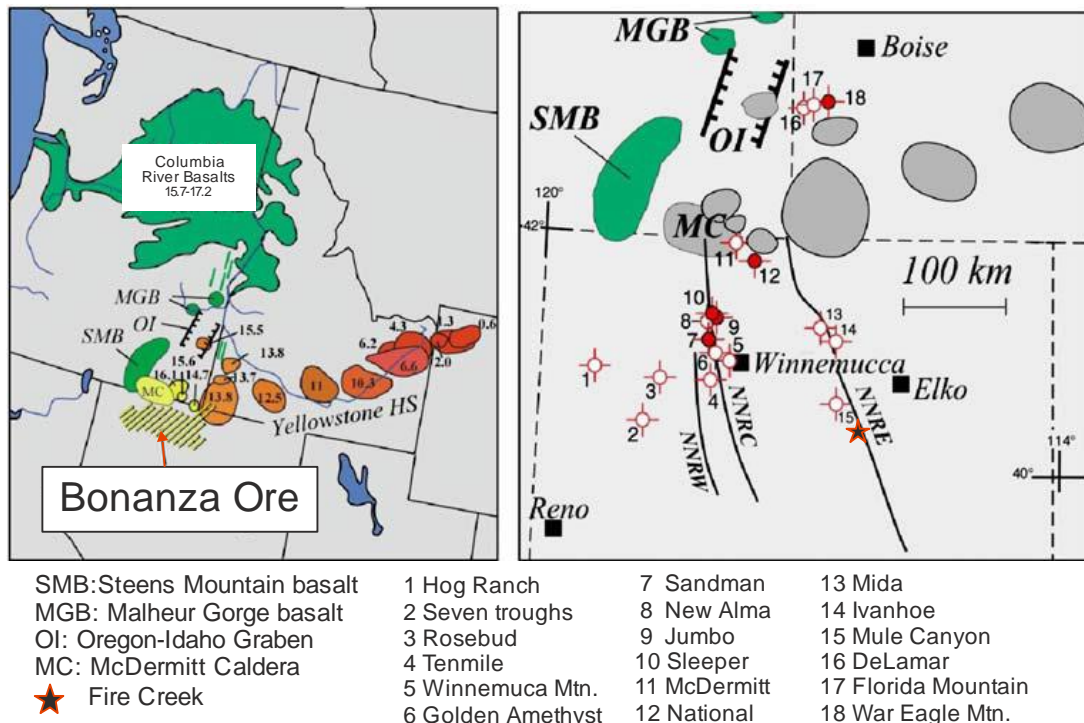 Columbia
River Basalts
15.7-17.2
MGB
OI
SMB
15.5
15.6
13.8
16.1
14.7
13.7
MC
13.8
12.5
11
10.3
6.6
6.2
4.3
1.3
2.0
0.6
Yellowstone HS
Bonanza Ore
MGB
Boise
17
16
18
SMB
OI
120°
42°
MC
11
12
100 km
10
8
9
7
13
14
5
6
Winnemucca
1
3
4
Elko
2
15
NNRW
NNRC
NNRE
114°
40°
Reno
SMB:Steens Mountain basalt
MGB: Malheur Gorge basalt
OI: Oregon-Idaho Graben
MC: McDermitt Caldera
Fire Creek
1 Hog Ranch
2 Seven troughs
3 Rosebud
4 Tenmile
5 Winnemuca Mtn.
6 Golden Amethyst
7 Sandman
8 New Alma
9 Jumbo
10 Sleeper
11 McDermitt
12 National
13 Mida
14 Ivanhoe
15 Mule Canyon
16 DeLamar
17 Florida Mountain
18 War Eagle Mtn.